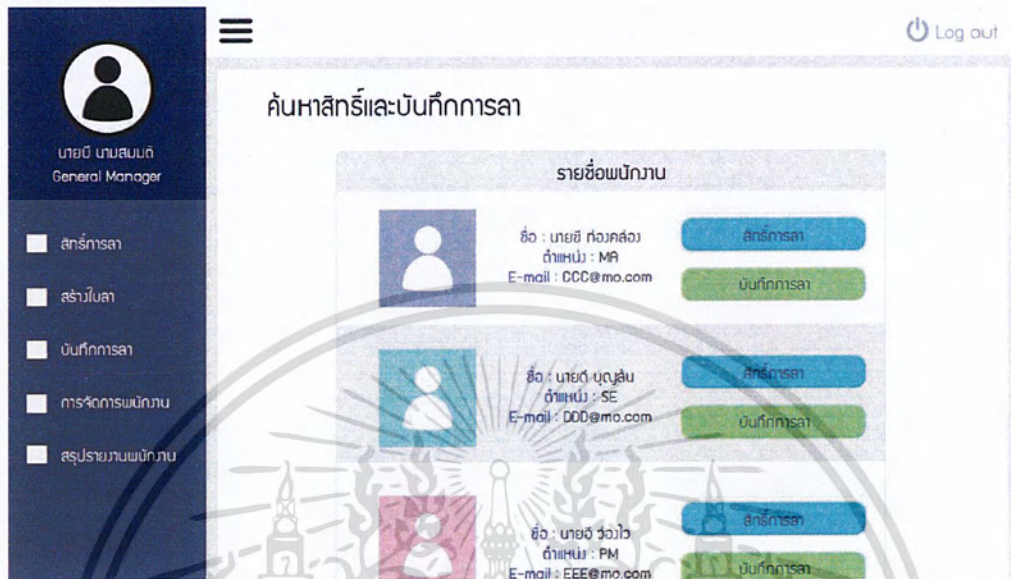 Log out
นายบี นามสมมติ
General Manager
สิทธิ์การลา
สร้างใบลา
บันทึกการลา
การจัดการพนักงาน
สรุปรายงานพนักงาน
ค้นหาสิทธิ์และบันทึกการลา
รายชื่อพนักงาน
ชื่อ : นายซี ท่องคล่อง
ตำแหน่ง : MA
E-mail : CCC@mo.com
สิทธิ์การลา
บันทึกการลา
ชื่อ : นายดี บุญล้น
ตำแหน่ง : SE
E-mail : DDD@mo.com
สิทธิ์การลา
บันทึกการลา
ชื่อ : นายอี ว่องไว
ตำแหน่ง : PM
E-mail : EEE@mo.com
สิทธิ์การลา
บันทึกการลา